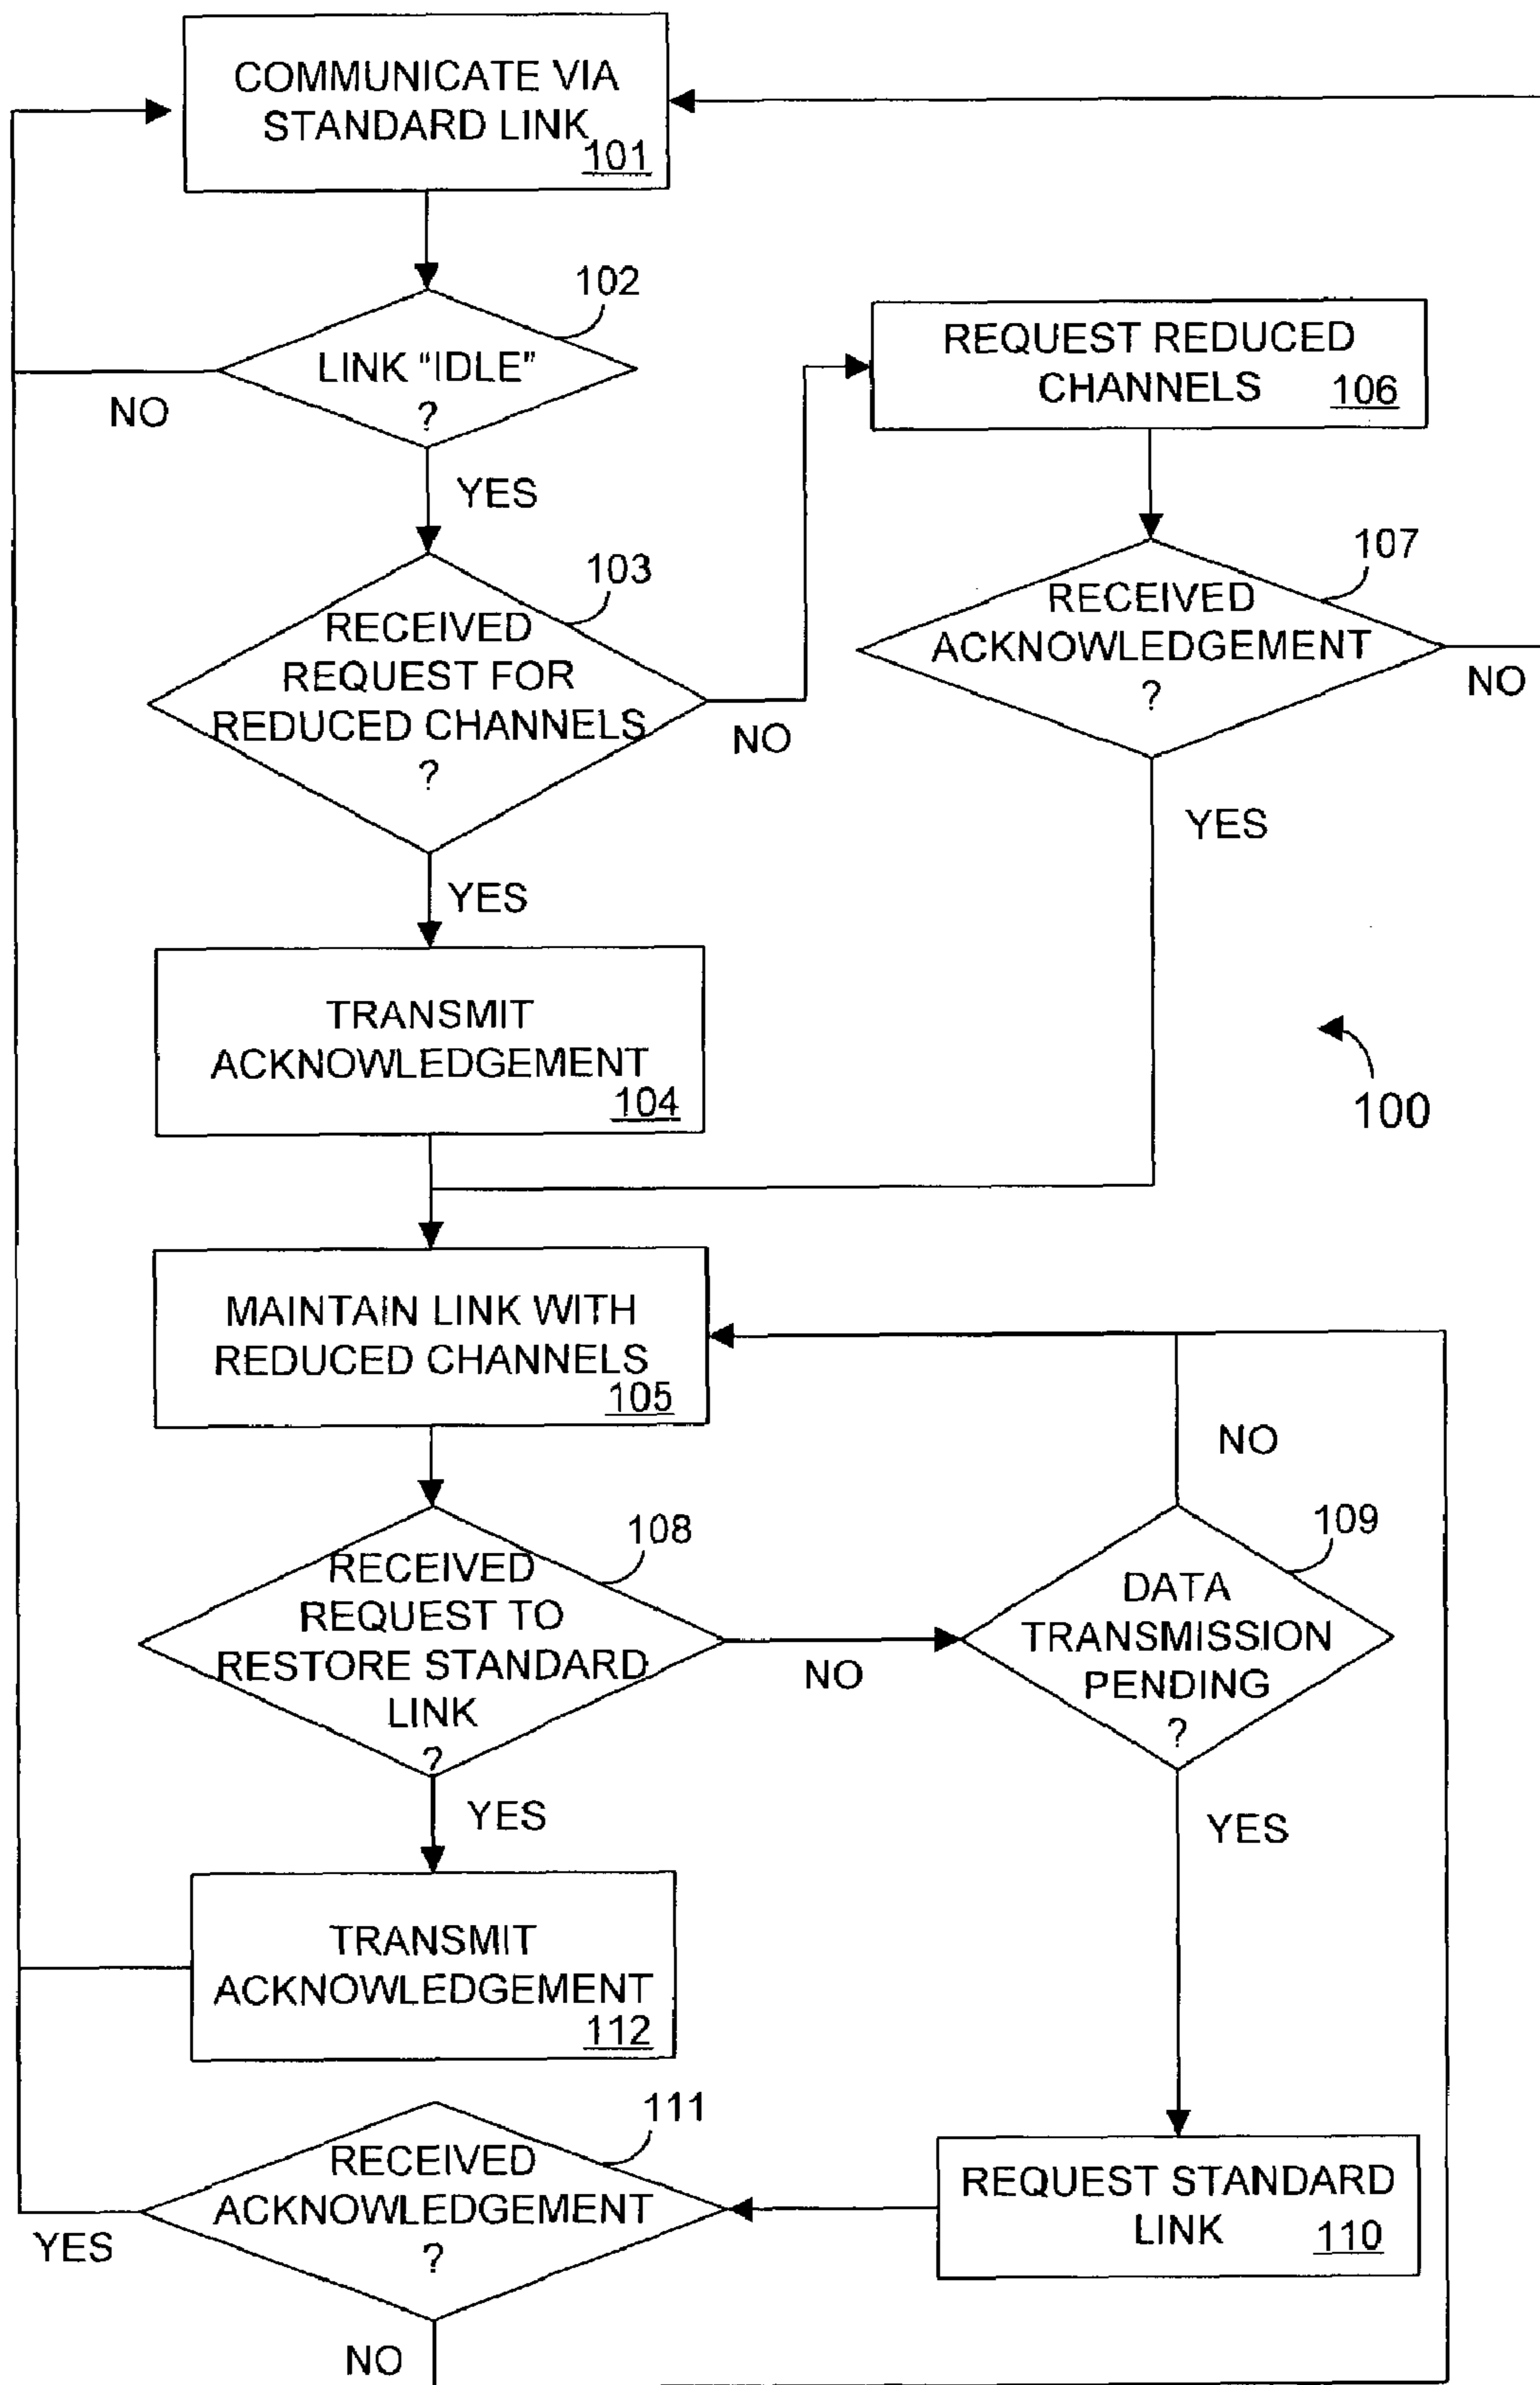 COMMUNICATE VIA
STANDARD LINK
101
102
LINK "IDLE"
?
NO
YES
REQUEST REDUCED
CHANNELS 106
103
RECEIVED
REQUEST FOR
REDUCED CHANNELS
?
NO
YES
107
RECEIVED
ACKNOWLEDGEMENT
?
NO
YES
TRANSMIT
ACKNOWLEDGEMENT
104
100
MAINTAIN LINK WITH
REDUCED CHANNELS
105
108
RECEIVED
REQUEST TO
RESTORE STANDARD
LINK
?
NO
YES
109
DATA
TRANSMISSION
PENDING
?
NO
YES
TRANSMIT
ACKNOWLEDGEMENT
112
111
RECEIVED
ACKNOWLEDGEMENT
?
YES
NO
REQUEST STANDARD
LINK 110